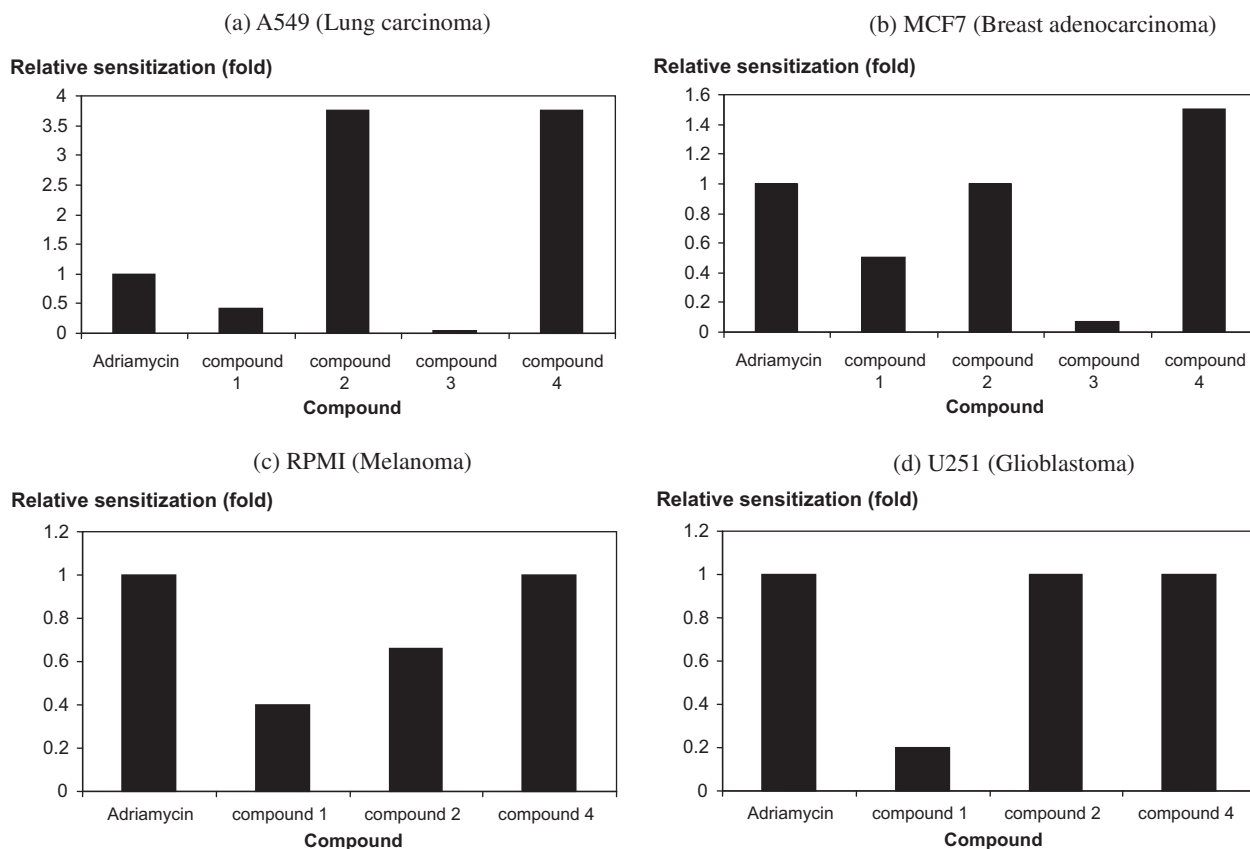 (a) A549 (Lung carcinoma)
Relative sensitization (fold)
4
3.5
3
2.5
2
1.5
1
0.5
0
Adriamycin compound compound compound compound
1 2 3 4
Compound
(b) MCF7 (Breast adenocarcinoma)
Relative sensitization (fold)
1.6
1.4
1.2
1
0.8
0.6
0.4
0.2
0
Adriamycin compound compound compound compound
1 2 3 4
Compound
(c) RPMI (Melanoma)
Relative sensitization (fold)
1.2
1
0.8
0.6
0.4
0.2
0
Adriamycin compound 1 compound 2 compound 4
Compound
(d) U251 (Glioblastoma)
Relative sensitization (fold)
1.2
1
0.8
0.6
0.4
0.2
0
Adriamycin compound 1 compound 2 compound 4
Compound